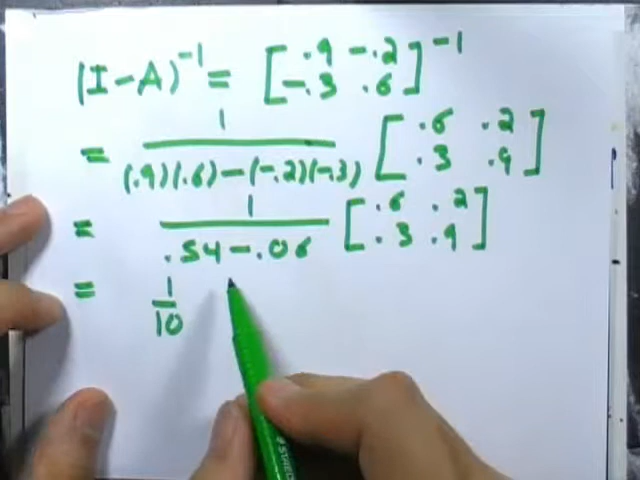 (I-A)⁻¹ = [.9 -.2
-.3 .6]⁻¹
= 1/(.9)(.6)-(-.2)(-.3) [.6 .2
.3 .9]
= 1/.54-.06 [.6 .2
.3 .9]
= 1/10
STAED